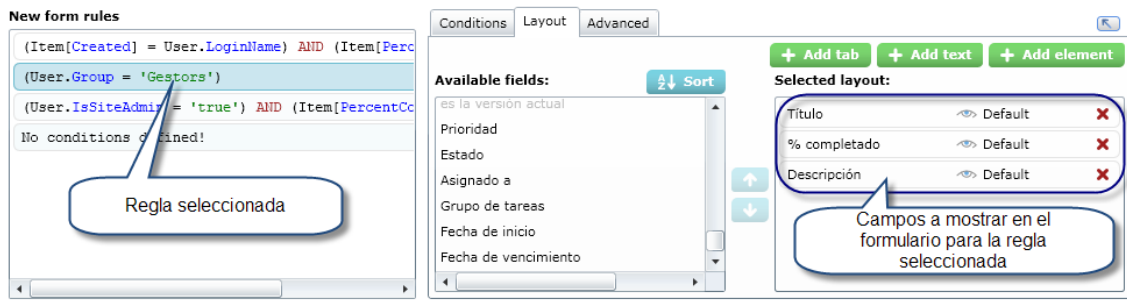 New form rules
(Item[Created] = User.LoginName) AND (Item[Perc
(User.Group = 'Gestors')
(User.IsSiteAdmin = 'true') AND (Item[PercentCo
No conditions defined!
Regla seleccionada
Conditions
Layout
Advanced
Add tab
Add text
Add element
Available fields:
Sort
Selected layout:
es la versión actual
Prioridad
Estado
Asignado a
Grupo de tareas
Fecha de inicio
Fecha de vencimiento
Título Default
% completado Default
Descripción Default
Campos a mostrar en el
formulario para la regla
seleccionada